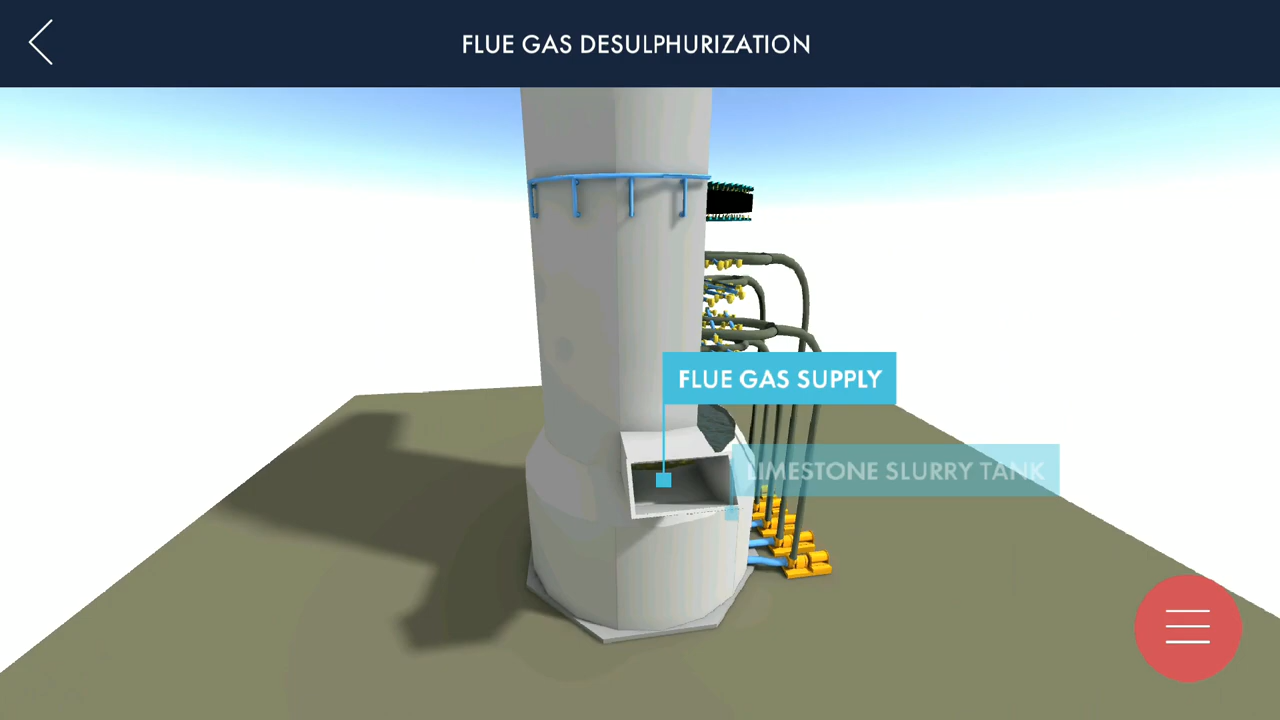 FLUE GAS DESULPHURIZATION
FLUE GAS SUPPLY
LIMESTONE SLURRY TANK